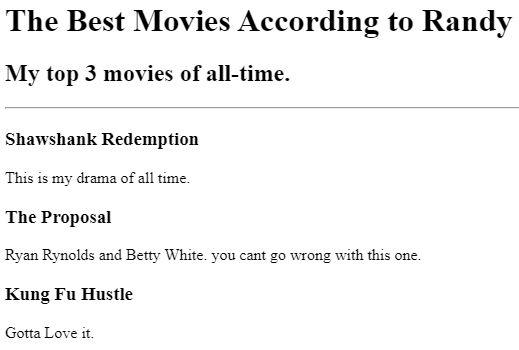 The Best Movies According to Randy
My top 3 movies of all-time.
Shawshank Redemption
This is my drama of all time.
The Proposal
Ryan Rynolds and Betty White. you cant go wrong with this one.
Kung Fu Hustle
Gotta Love it.